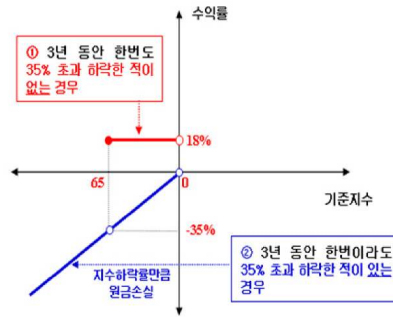 수익률
① 3년 동안 한번도
35% 초과 하락한 적이
없는 경우
18%
65
0
기준지수
-35%
② 3년 동안 한번이라도
35% 초과 하락한 적이 있는
경우
지수하락률만큼
원금손실